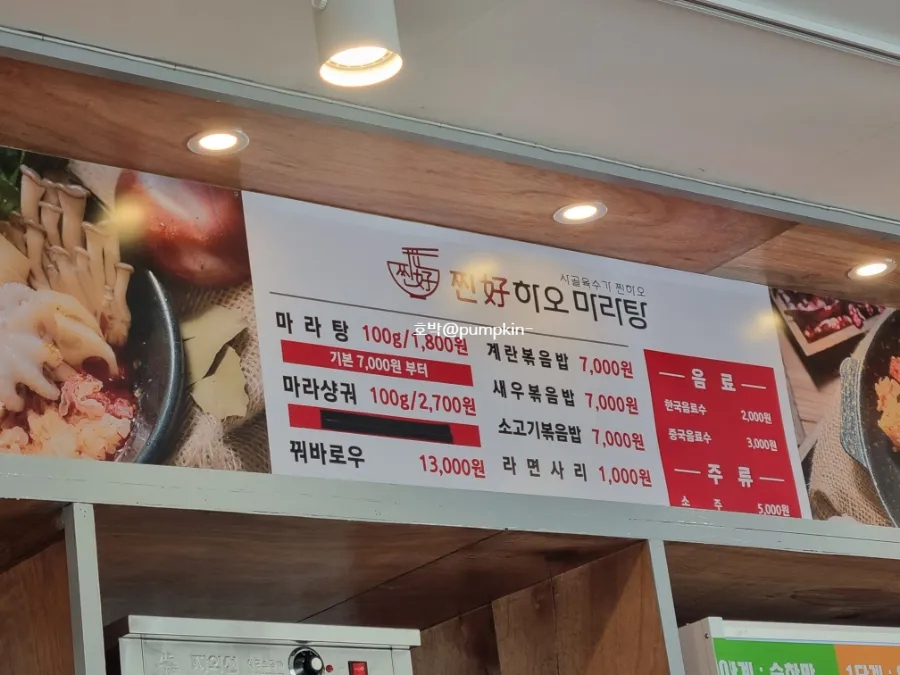 찐好
찐好하오 마라탕
사골육수가 찐하오
호박@pumpkin
마 라 탕 100g/1,800원
기본 7,000원 부터
마라샹궈 100g/2,700원
꿔바로우 13,000원
계란볶음밥 7,000원
새우볶음밥 7,000원
소고기볶음밥 7,000원
라 면 사 리 1,000원
음 료
한국음료수 2,000원
중국음료수 3,000원
주 류
소 주 5,000원
자외선